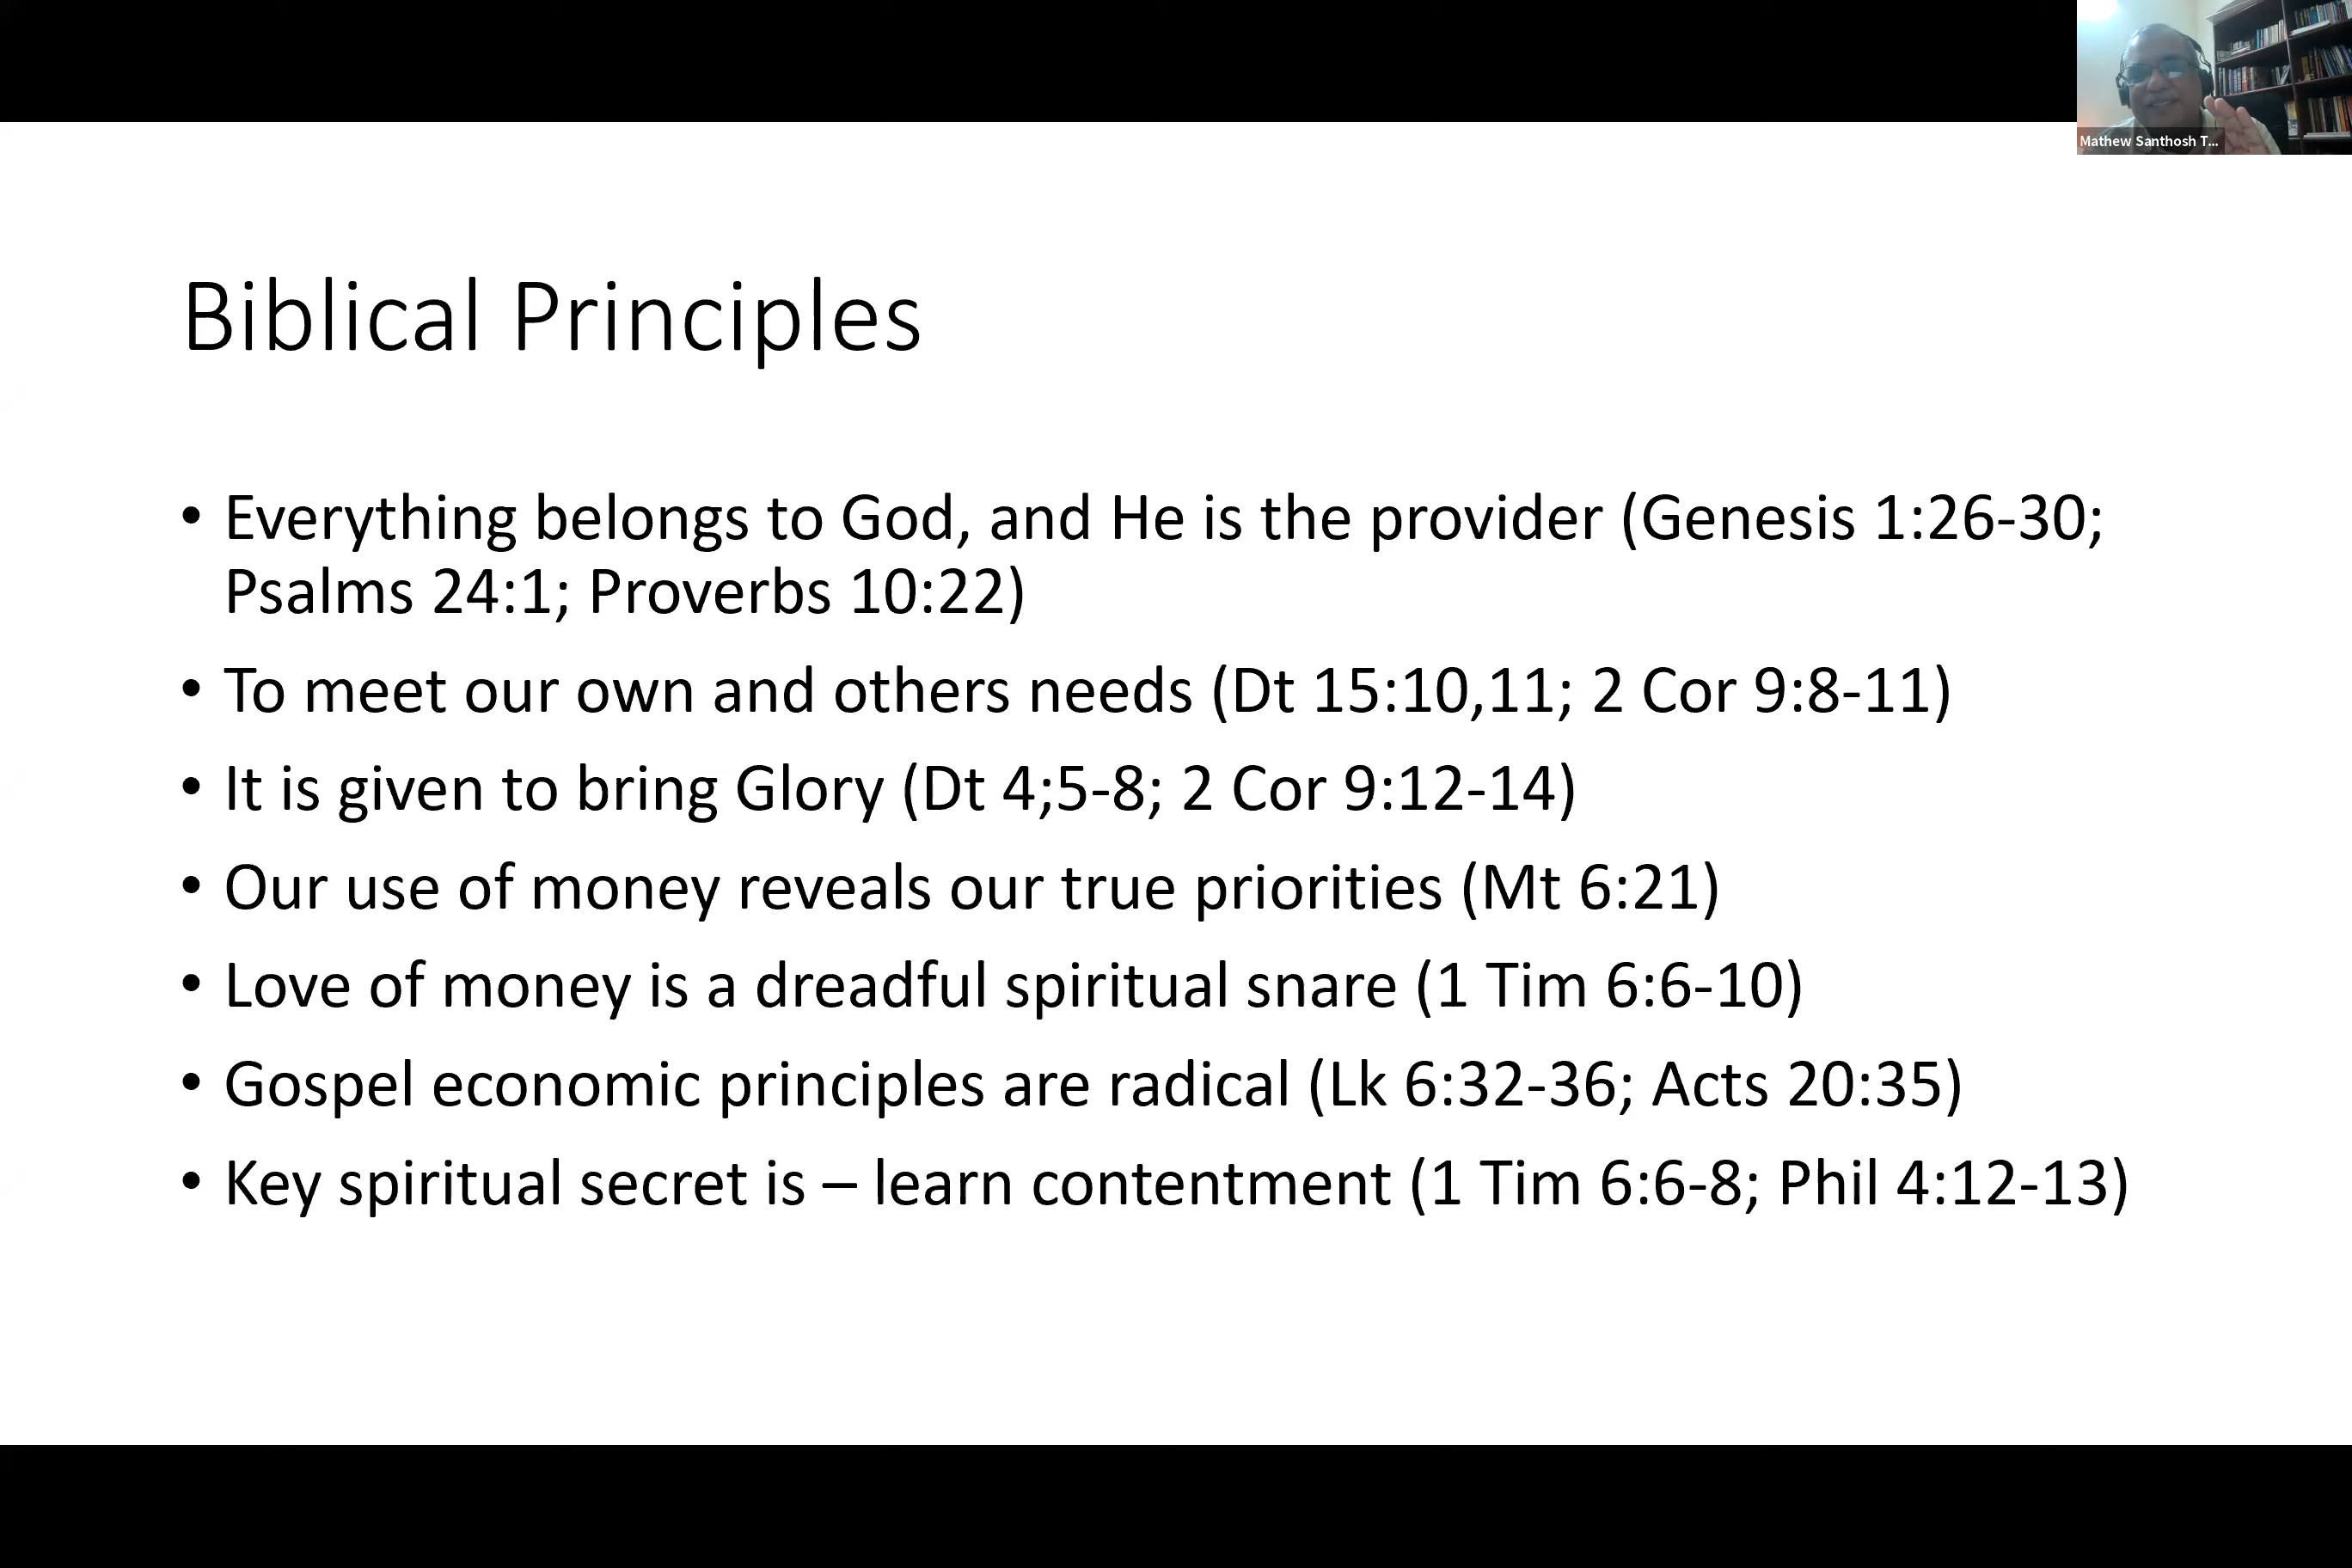 Mathew Santhosh T...
Biblical Principles
• Everything belongs to God, and He is the provider (Genesis 1:26-30;
Psalms 24:1; Proverbs 10:22)
• To meet our own and others needs (Dt 15:10,11; 2 Cor 9:8-11)
• It is given to bring Glory (Dt 4;5-8; 2 Cor 9:12-14)
• Our use of money reveals our true priorities (Mt 6:21)
• Love of money is a dreadful spiritual snare (1 Tim 6:6-10)
• Gospel economic principles are radical (Lk 6:32-36; Acts 20:35)
• Key spiritual secret is – learn contentment (1 Tim 6:6-8; Phil 4:12-13)